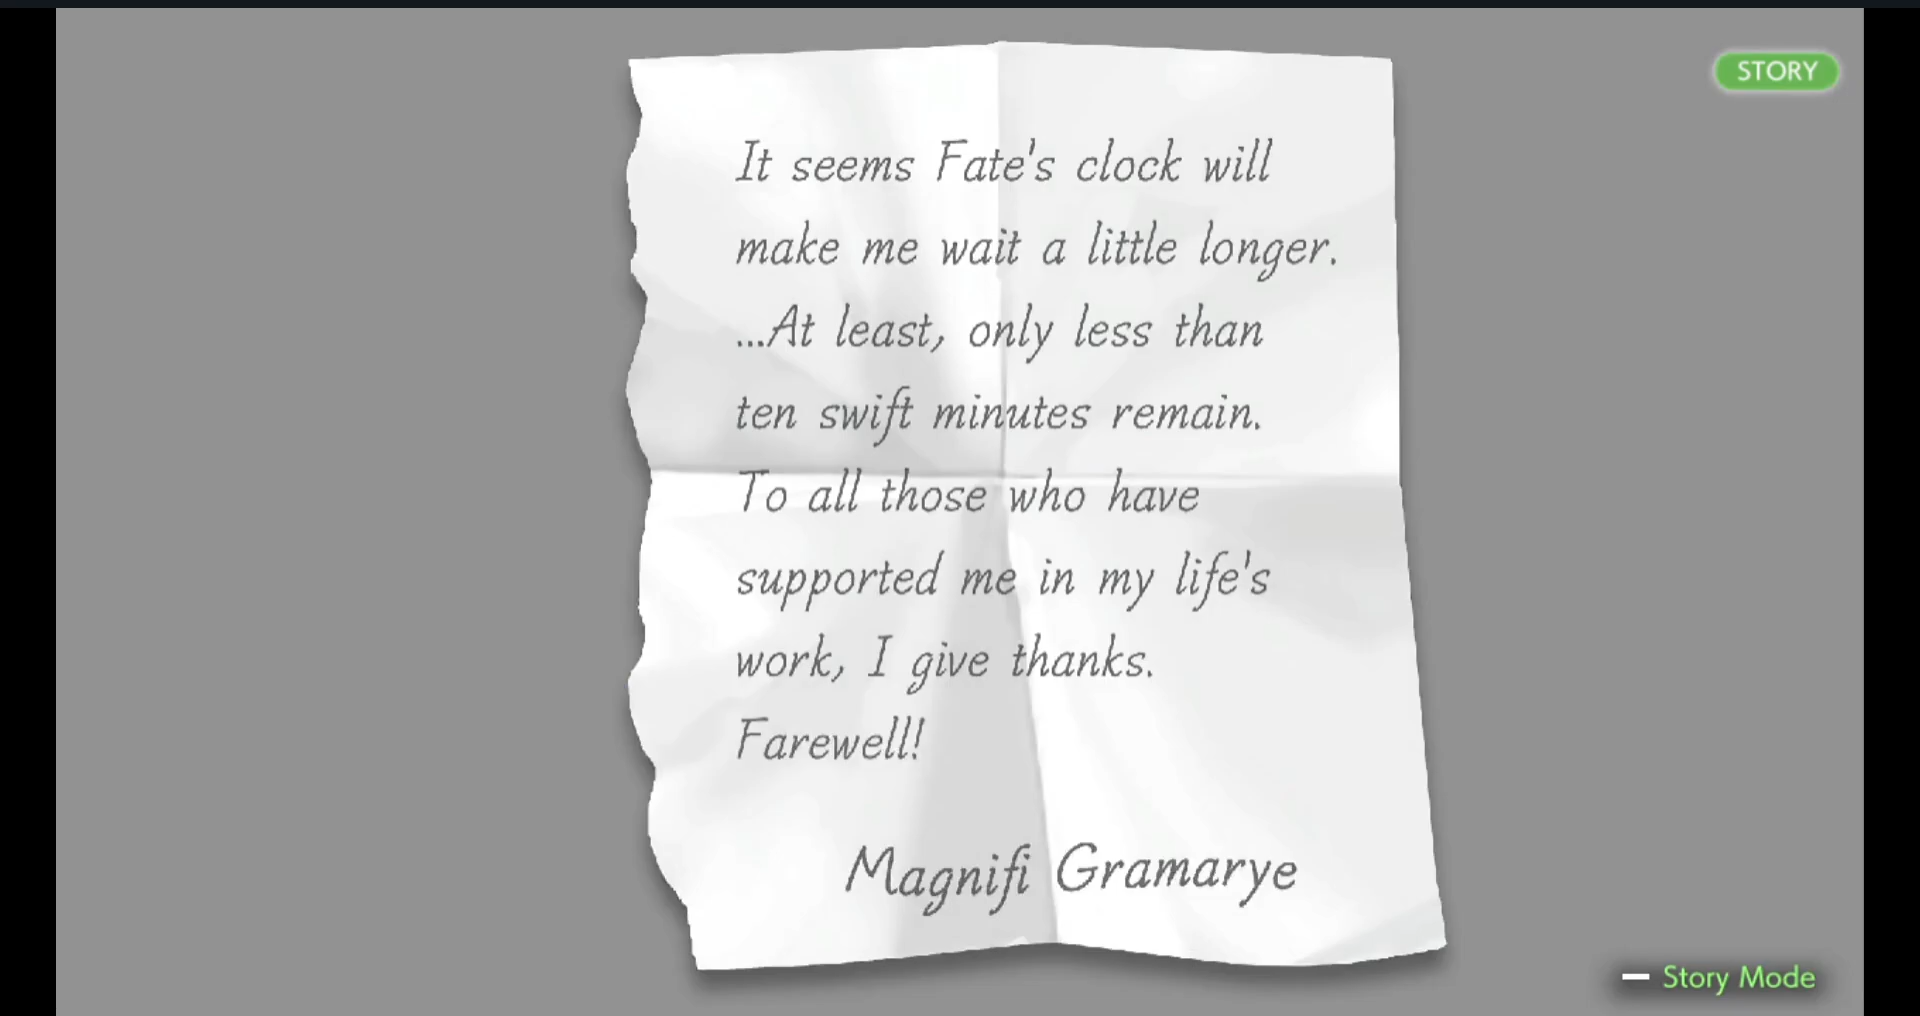 STORY
It seems Fate's clock will
make me wait a little longer.
...At least, only less than
ten swift minutes remain.
To all those who have
supported me in my life's
work, I give thanks.
Farewell!
Magnifi Gramarye
Story Mode